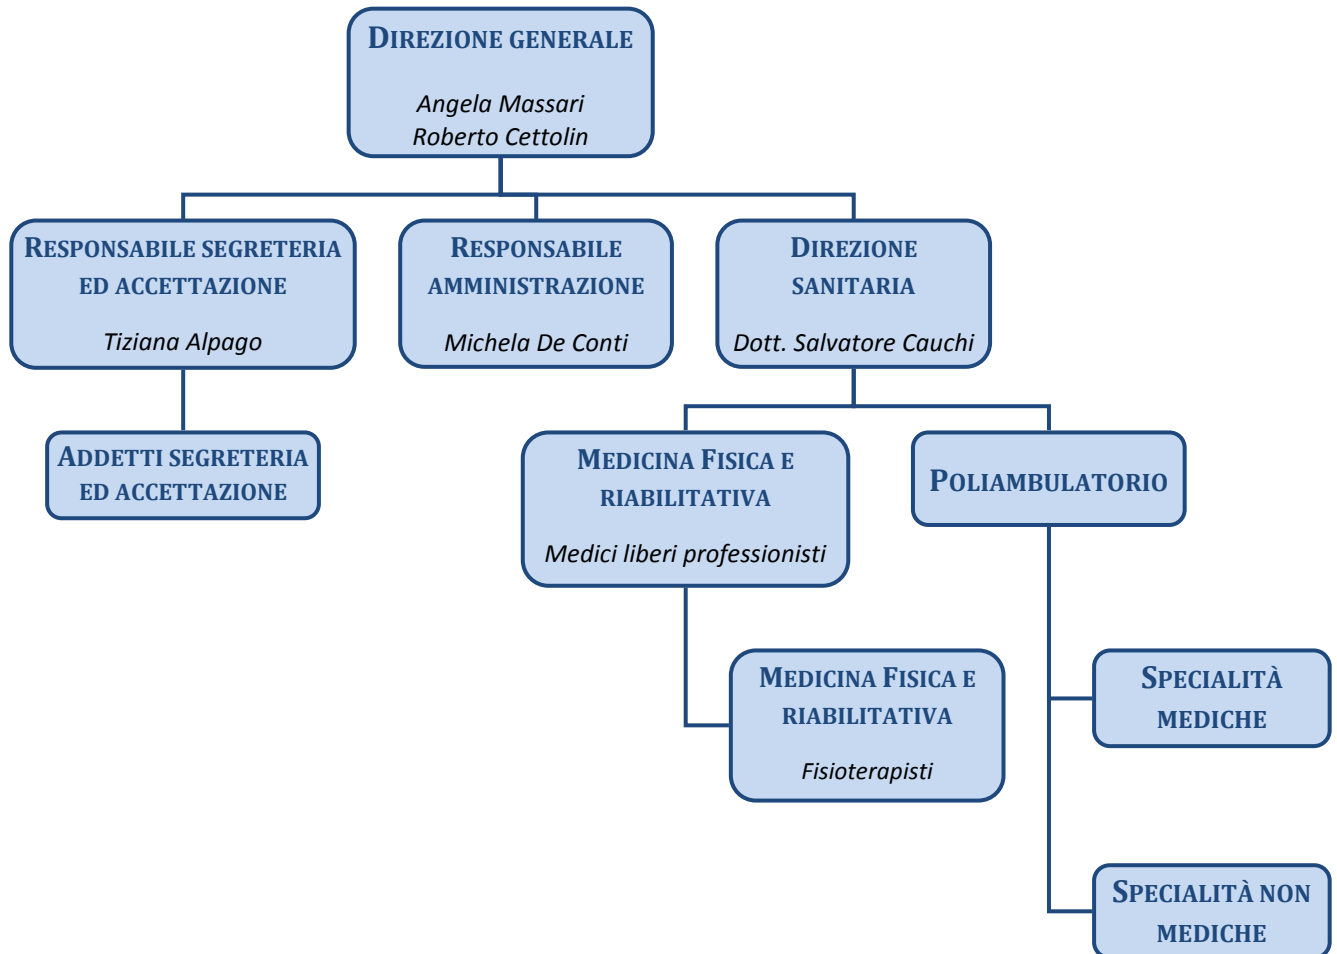 DIREZIONE GENERALE
Angela Massari
Roberto Cettolin
RESPONSABILE SEGRETERIA
ED ACCETTAZIONE
Tiziana Alpago
RESPONSABILE
AMMINISTRAZIONE
Michela De Conti
DIREZIONE
SANITARIA
Dott. Salvatore Cauchi
ADDETTI SEGRETERIA
ED ACCETTAZIONE
MEDICINA FISICA E
RIABILITATIVA
Medici liberi professionisti
POLIAMBULATORIO
MEDICINA FISICA E
RIABILITATIVA
Fisioterapisti
SPECIALITÀ
MEDICHE
SPECIALITÀ NON
MEDICHE